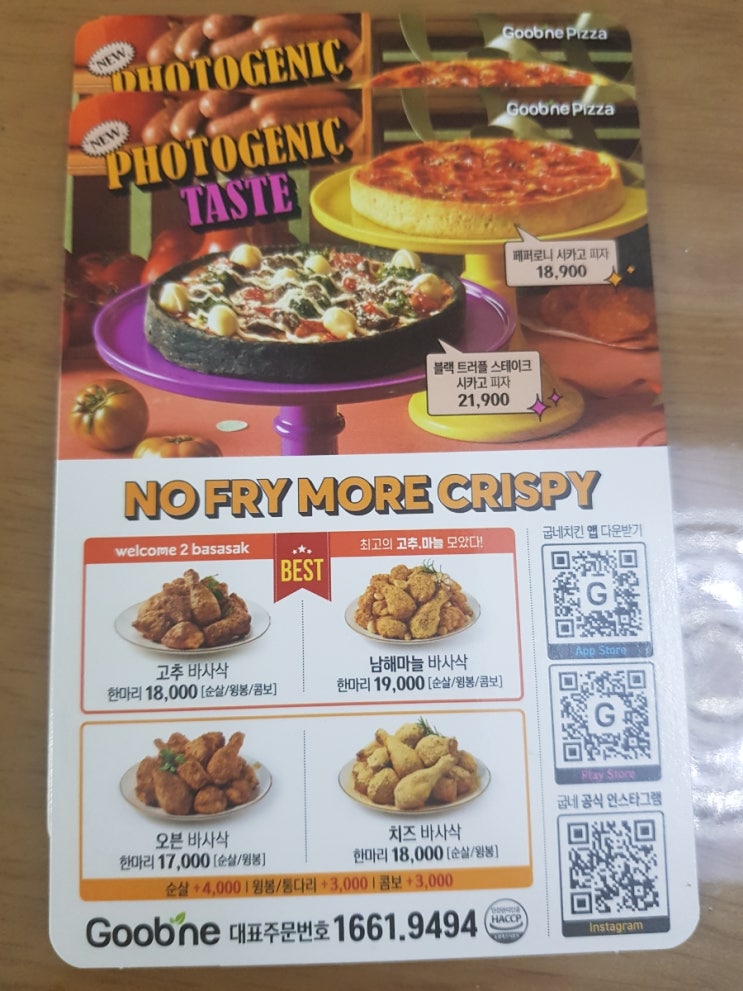 NEW
PHOTOGENIC
Goobne Pizza
NEW
PHOTOGENIC
TASTE
Goobne Pizza
페퍼로니 시카고 피자
18,900
블랙 트러플 스테이크
시카고 피자
21,900
NO FRY MORE CRISPY
welcome 2 basasak
BEST
최고의 고추,마늘 모았다!
고추 바사삭
한마리 18,000 [순살/윙봉/콤보]
남해마늘 바사삭
한마리 19,000 [순살/윙봉/콤보]
오븐 바사삭
한마리 17,000 [순살/윙봉]
치즈 바사삭
한마리 18,000 [순살/윙봉]
순살 +4,000 | 윙봉/통다리 +3,000 | 콤보 +3,000
굽네치킨 앱 다운받기
G
App Store
G
Play Store
굽네 공식 인스타그램
Instagram
Goobne 대표주문번호 1661.9494
HACCP